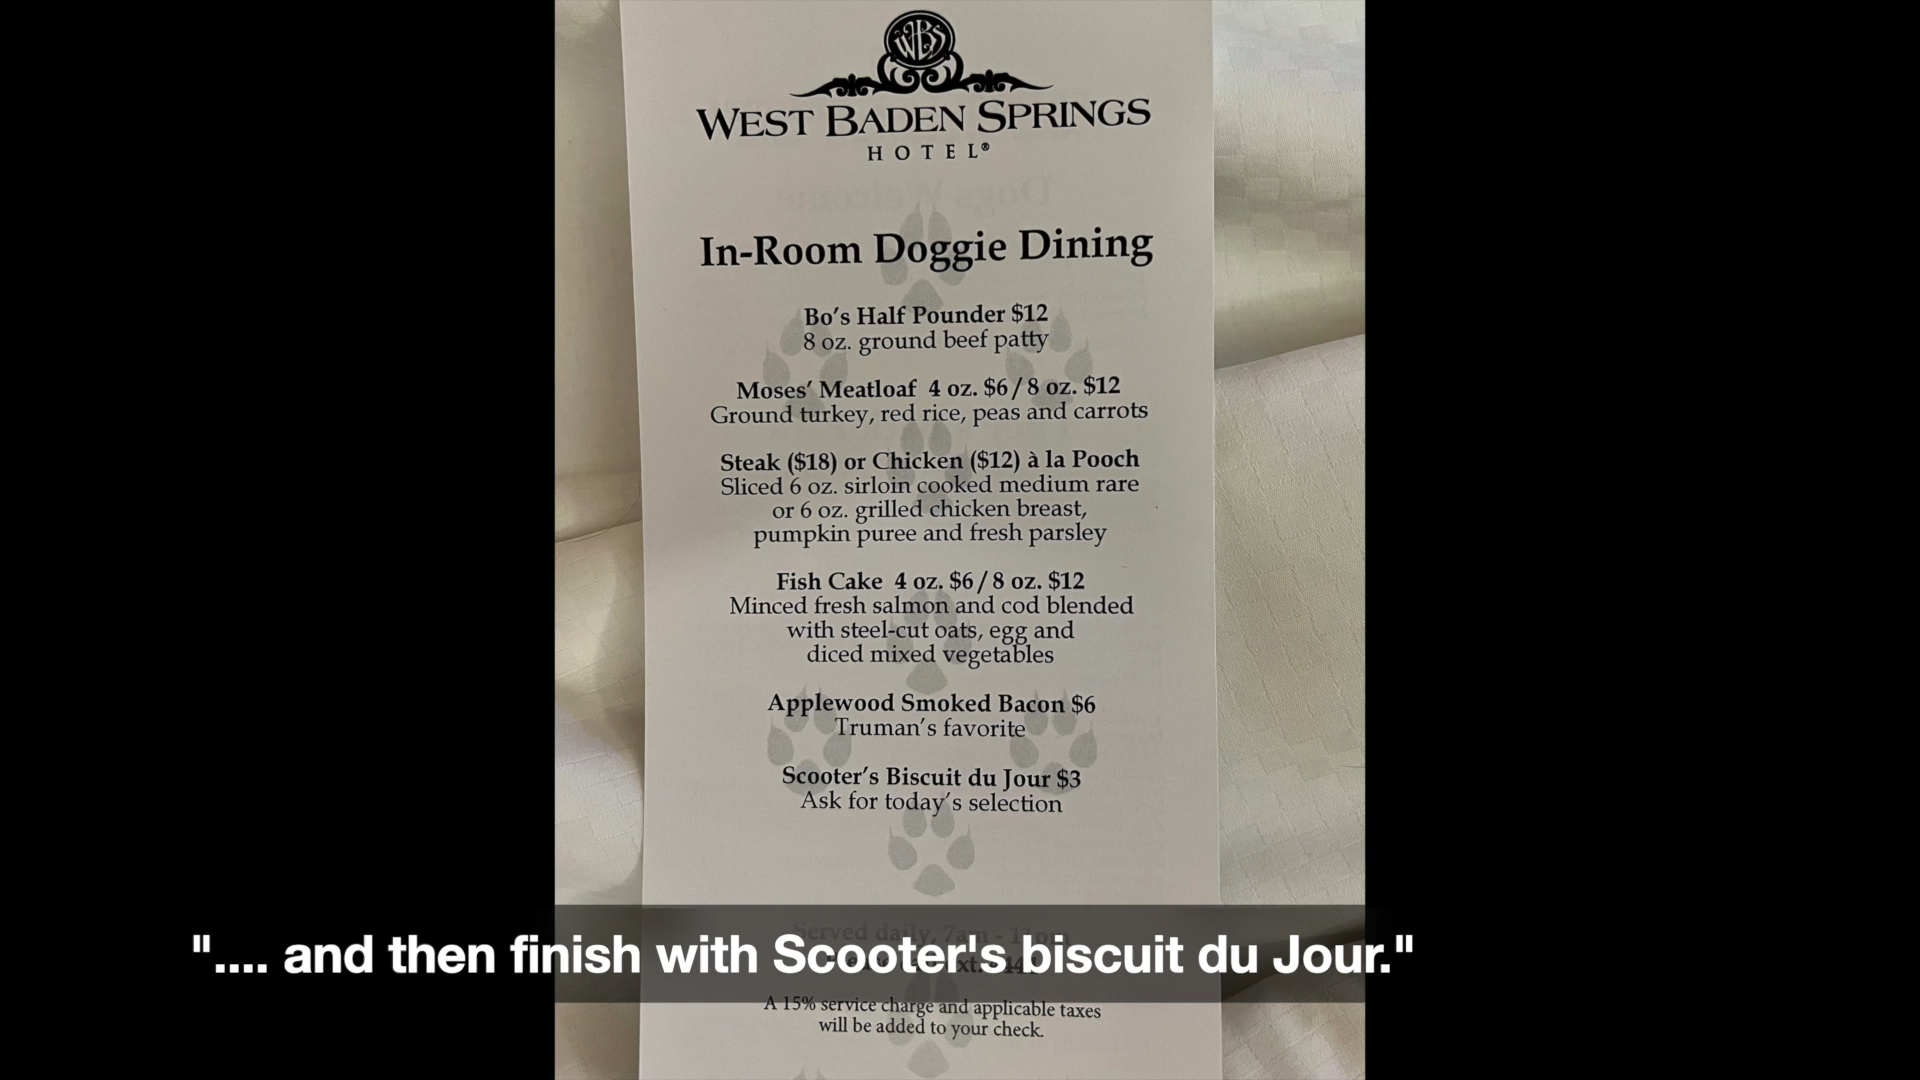 WBS
WEST BADEN SPRINGS
HOTEL®
In-Room Doggie Dining
Bo's Half Pounder $12
8 oz. ground beef patty
Moses' Meatloaf 4 oz. $6/8 oz. $12
Ground turkey, red rice, peas and carrots
Steak ($18) or Chicken ($12) à la Pooch
Sliced 6 oz. sirloin cooked medium rare
or 6 oz. grilled chicken breast,
pumpkin puree and fresh parsley
Fish Cake 4 oz. $6/8 oz. $12
Minced fresh salmon and cod blended
with steel-cut oats, egg and
diced mixed vegetables
Applewood Smoked Bacon $6
Truman's favorite
Scooter's Biscuit du Jour $3
Ask for today's selection
Served daily, 7am -
".... and then finish with Scooter's biscuit du Jour."
A 15% service charge and applicable taxes
will be added to your check.